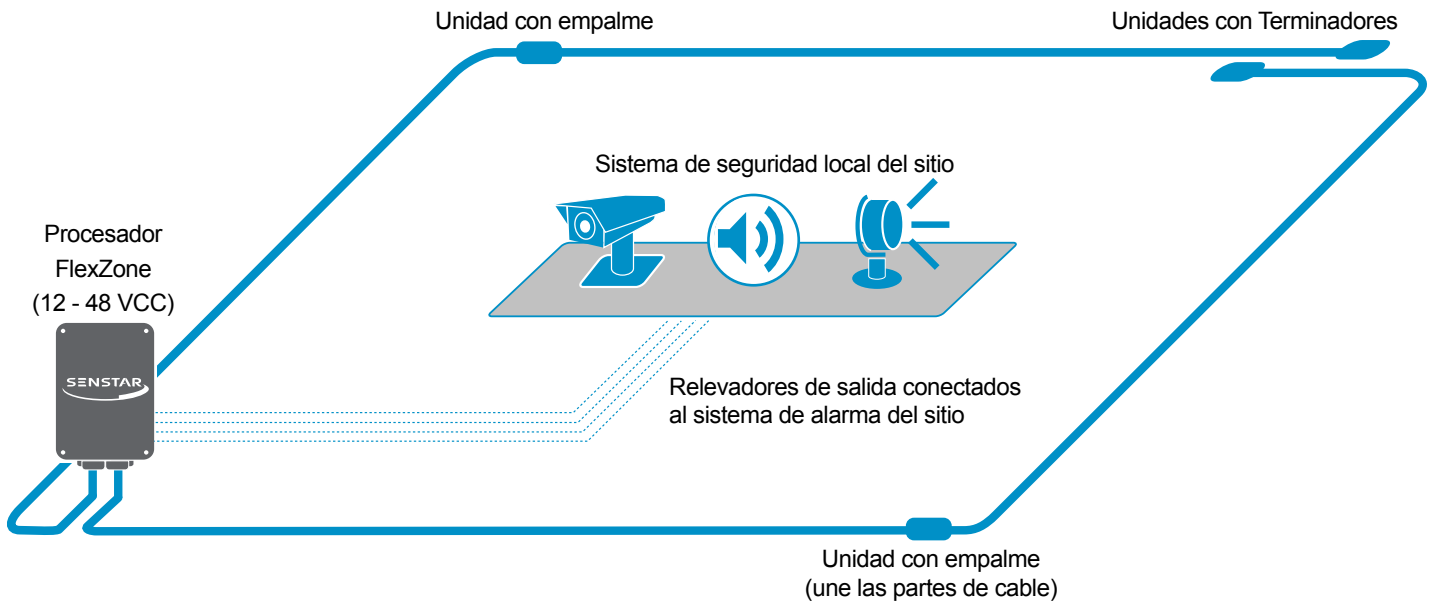 Unidad con empalme
Unidades con Terminadores
Sistema de seguridad local del sitio
Procesador
FlexZone
(12 - 48 VCC)
SENSTAR
Relevadores de salida conectados
al sistema de alarma del sitio
Unidad con empalme
(une las partes de cable)